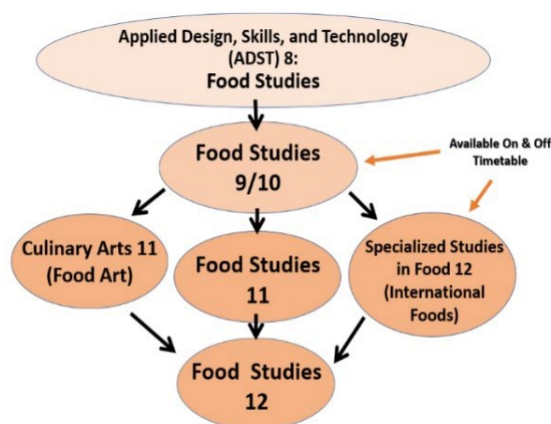 Applied Design, Skills, and Technology
(ADST) 8:
Food Studies
Food Studies
9/10
Available On & Off
Timetable
Culinary Arts 11
(Food Art)
Food Studies
11
Specialized Studies
in Food 12
(International
Foods)
Food Studies
12